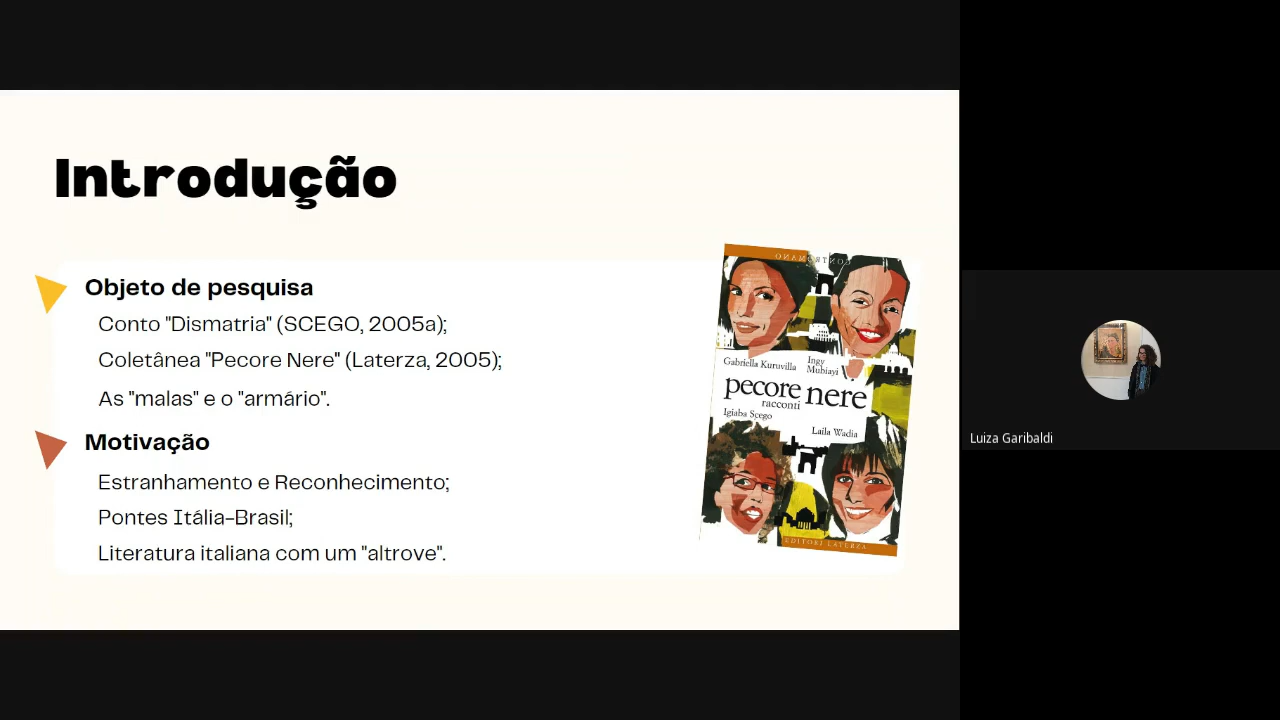 Introdução
Objeto de pesquisa
Conto "Dismatria" (SCEGO, 2005a);
Coletânea "Pecore Nere" (Laterza, 2005);
As "malas" e o "armário".
Motivação
Estranhamento e Reconhecimento;
Pontes Itália-Brasil;
Literatura italiana com um "altrove".
CONTROMANO
Gabriella Kuruvilla
Ingy
Mubiayi
pecore nere
racconti
Igiaba Scego
Laila Wadia
EDITORI LATERZA
Luiza Garibaldi